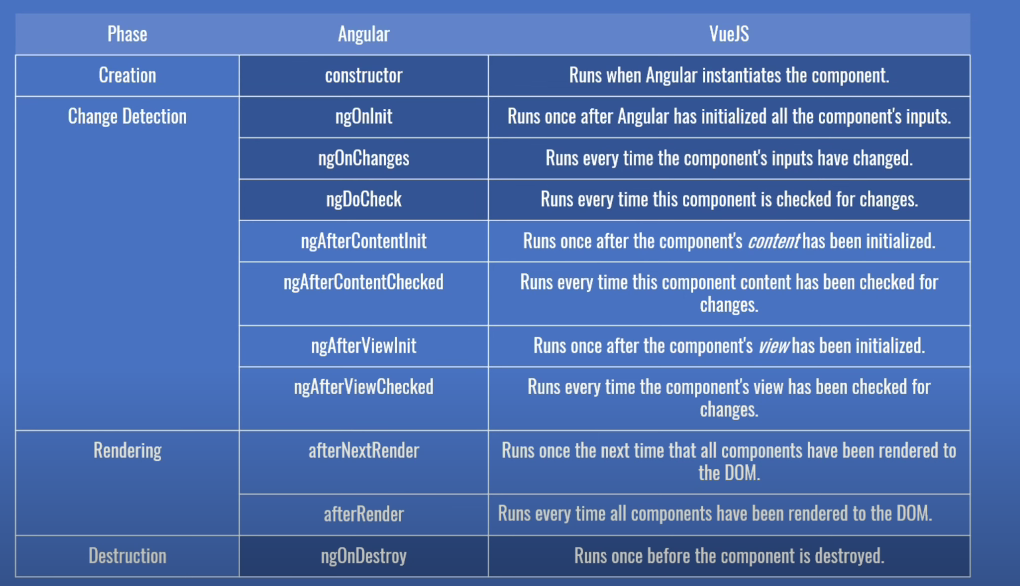 Phase Angular VueJS
Creation constructor Runs when Angular instantiates the component.
Change Detection ngOnInit Runs once after Angular has initialized all the component's inputs.
ngOnChanges Runs every time the component's inputs have changed.
ngDoCheck Runs every time this component is checked for changes.
ngAfterContentInit Runs once after the component's content has been initialized.
ngAfterContentChecked Runs every time this component content has been checked for
changes.
ngAfterViewInit Runs once after the component's view has been initialized.
ngAfterViewChecked Runs every time the component's view has been checked for
changes.
Rendering afterNextRender Runs once the next time that all components have been rendered to
the DOM.
afterRender Runs every time all components have been rendered to the DOM.
Destruction ngOnDestroy Runs once before the component is destroyed.